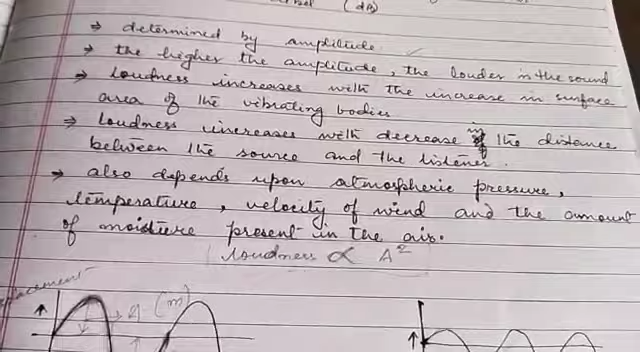 (dB)
→ determined by amplitude
→ the higher the amplitude, the louder is the sound
→ loudness increases with the increase in surface
area of the vibrating bodies
→ loudness increases with decrease in the distance
between the source and the listener.
→ also depends upon atmospheric pressure,
temperature, velocity of wind and the amount
of moisture present in the air.
loudness ∝ A²
(m)